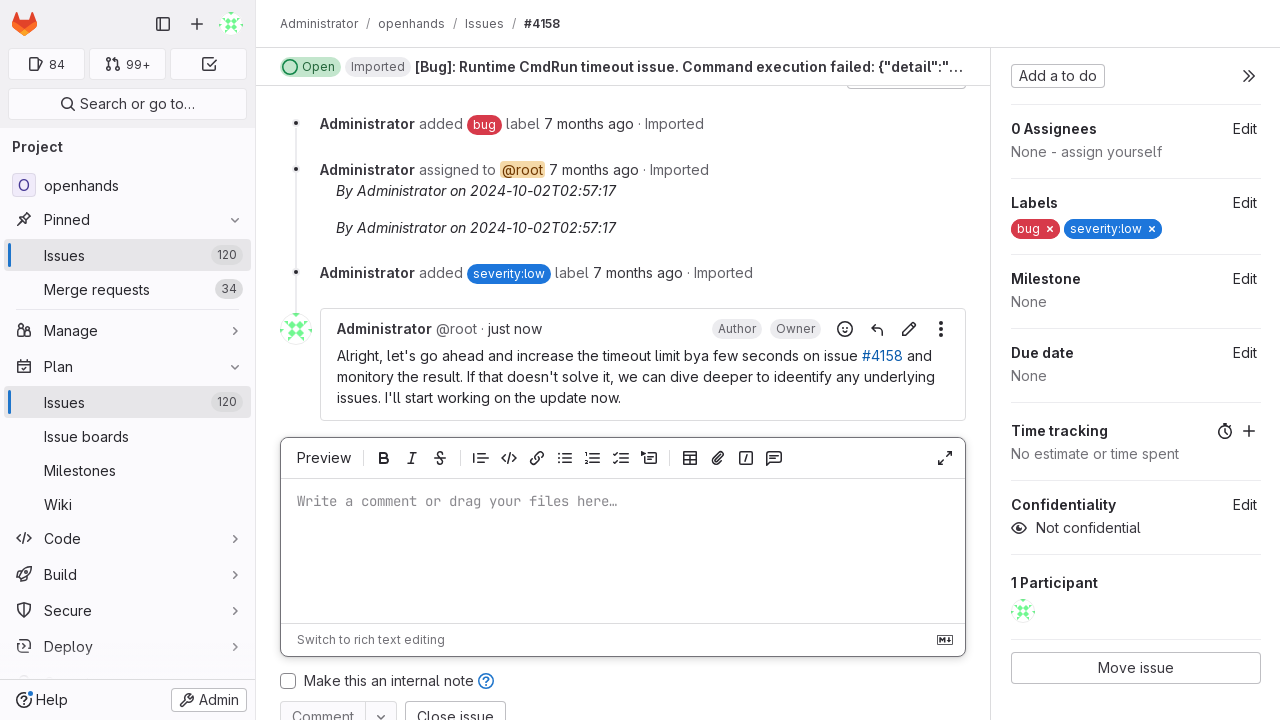 Administrator / openhands / Issues / #4158
84
99+
Search or go to…
Project
O openhands
Pinned
Issues 120
Merge requests 34
Manage
Plan
Issues 120
Issue boards
Milestones
Wiki
Code
Build
Secure
Deploy
Help
Admin
Open Imported [Bug]: Runtime CmdRun timeout issue. Command execution failed: {"detail":"…
Administrator added bug label 7 months ago · Imported
Administrator assigned to @root 7 months ago · Imported
By Administrator on 2024-10-02T02:57:17
By Administrator on 2024-10-02T02:57:17
Administrator added severity:low label 7 months ago · Imported
Administrator @root · just now Author Owner
Alright, let's go ahead and increase the timeout limit bya few seconds on issue #4158 and
monitory the result. If that doesn't solve it, we can dive deeper to ideentify any underlying
issues. I'll start working on the update now.
Preview
Write a comment or drag your files here…
Switch to rich text editing
Make this an internal note
Comment
Close issue
Add a to do
0 Assignees Edit
None - assign yourself
Labels Edit
bug × severity:low ×
Milestone Edit
None
Due date Edit
None
Time tracking
No estimate or time spent
Confidentiality Edit
Not confidential
1 Participant
Move issue